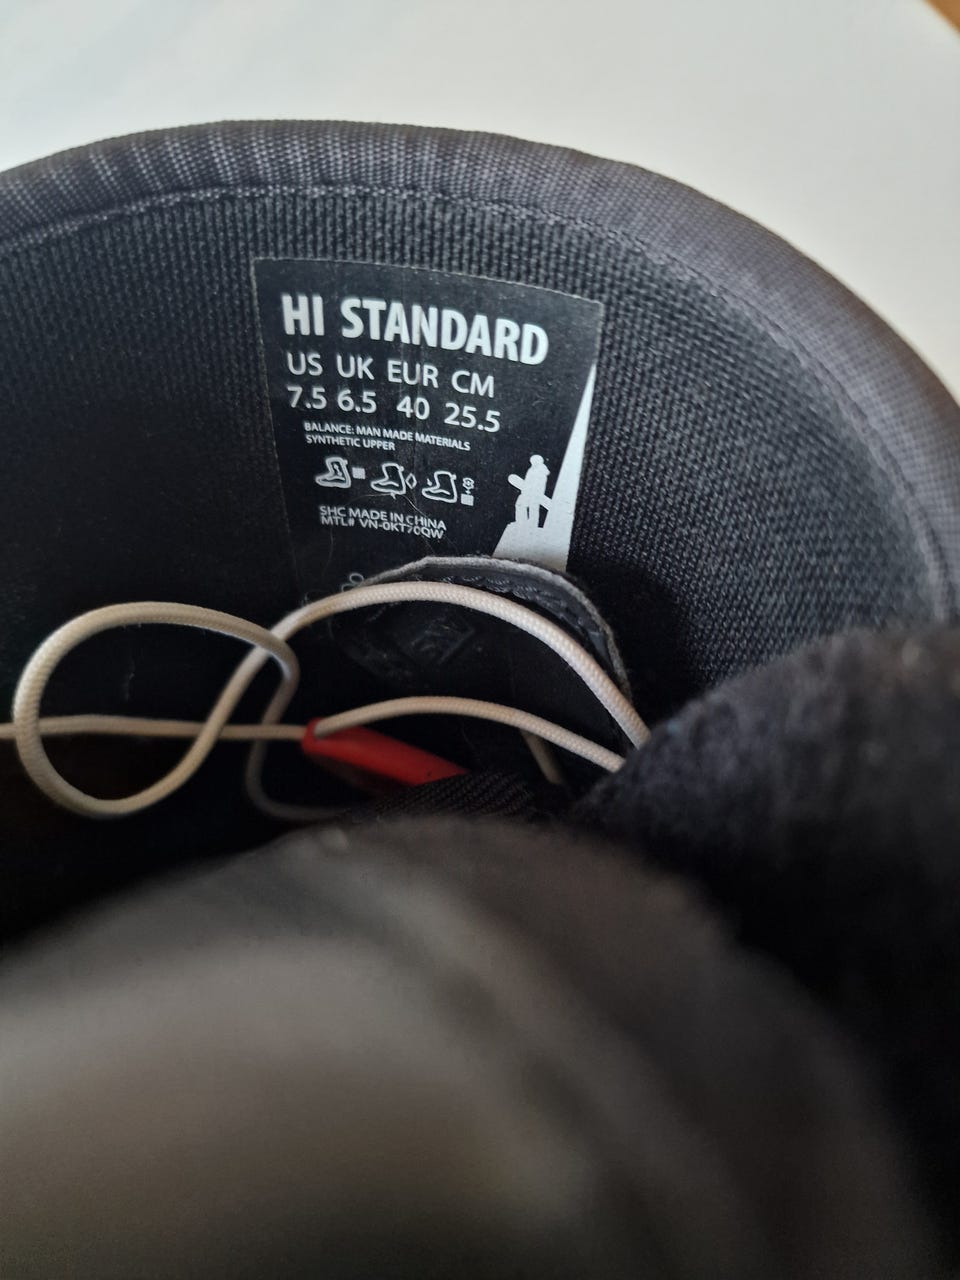 HI STANDARD
US UK EUR CM
7.5 6.5 40 25.5
BALANCE: MAN MADE MATERIALS
SYNTHETIC UPPER
SHC MADE IN CHINA
MTL# VN-0KT70QW